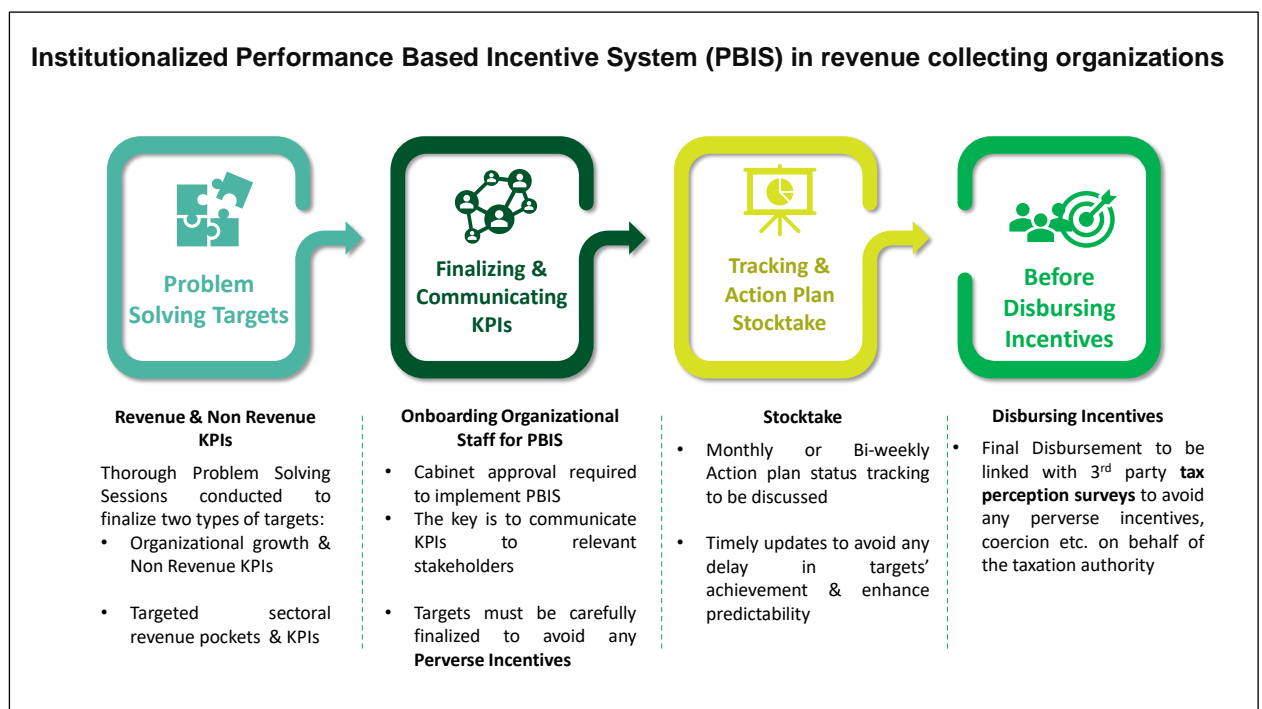 Institutionalized Performance Based Incentive System (PBIS) in revenue collecting organizations
Problem
Solving Targets
Finalizing &
Communicating
KPIs
Tracking &
Action Plan
Stocktake
Before
Disbursing
Incentives
Revenue & Non Revenue
KPIs
Thorough Problem Solving
Sessions conducted to
finalize two types of targets:
• Organizational growth &
Non Revenue KPIs
• Targeted sectoral
revenue pockets & KPIs
Onboarding Organizational
Staff for PBIS
• Cabinet approval required
to implement PBIS
• The key is to communicate
KPIs to relevant
stakeholders
• Targets must be carefully
finalized to avoid any
Perverse Incentives
Stocktake
• Monthly or Bi-weekly
Action plan status tracking
to be discussed
• Timely updates to avoid any
delay in targets’
achievement & enhance
predictability
Disbursing Incentives
• Final Disbursement to be
linked with 3rd party tax
perception surveys to avoid
any perverse incentives,
coercion etc. on behalf of
the taxation authority